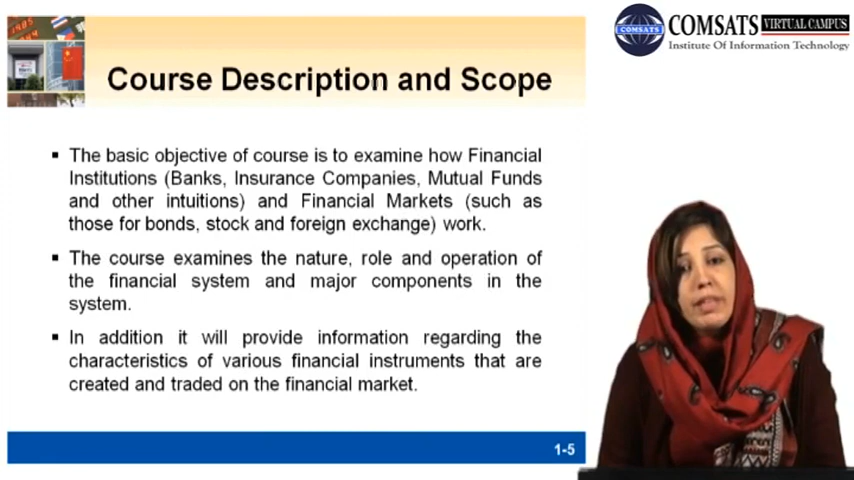 COMSATS VIRTUAL CAMPUS
Institute Of Information Technology
COMSATS
Course Description and Scope
▪ The basic objective of course is to examine how Financial
Institutions (Banks, Insurance Companies, Mutual Funds
and other intuitions) and Financial Markets (such as
those for bonds, stock and foreign exchange) work.
▪ The course examines the nature, role and operation of
the financial system and major components in the
system.
▪ In addition it will provide information regarding the
characteristics of various financial instruments that are
created and traded on the financial market.
1-5